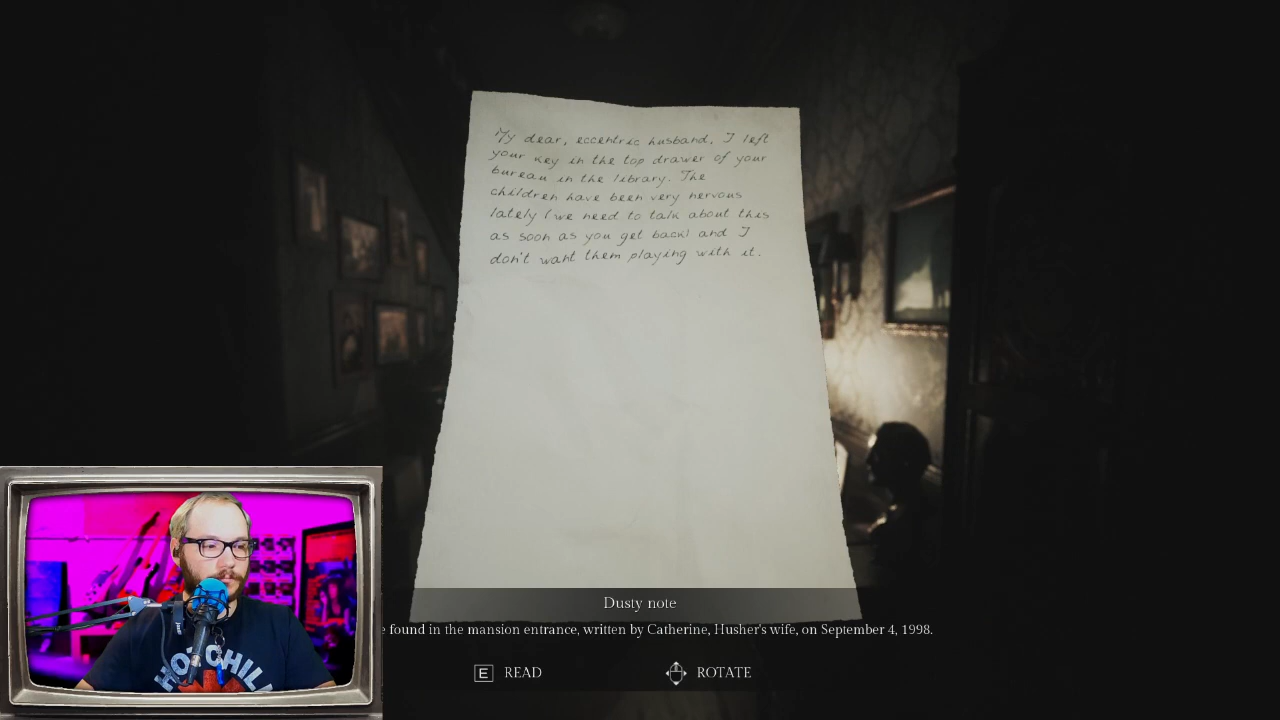 My dear, eccentric husband, I left
your key in the top drawer of your
bureau in the library. The
children have been very nervous
lately (we need to talk about this
as soon as you get back) and I
don't want them playing with it.
Dusty note
found in the mansion entrance, written by Catherine, Husher's wife, on September 4, 1998.
E READ
ROTATE
HOT CHILI